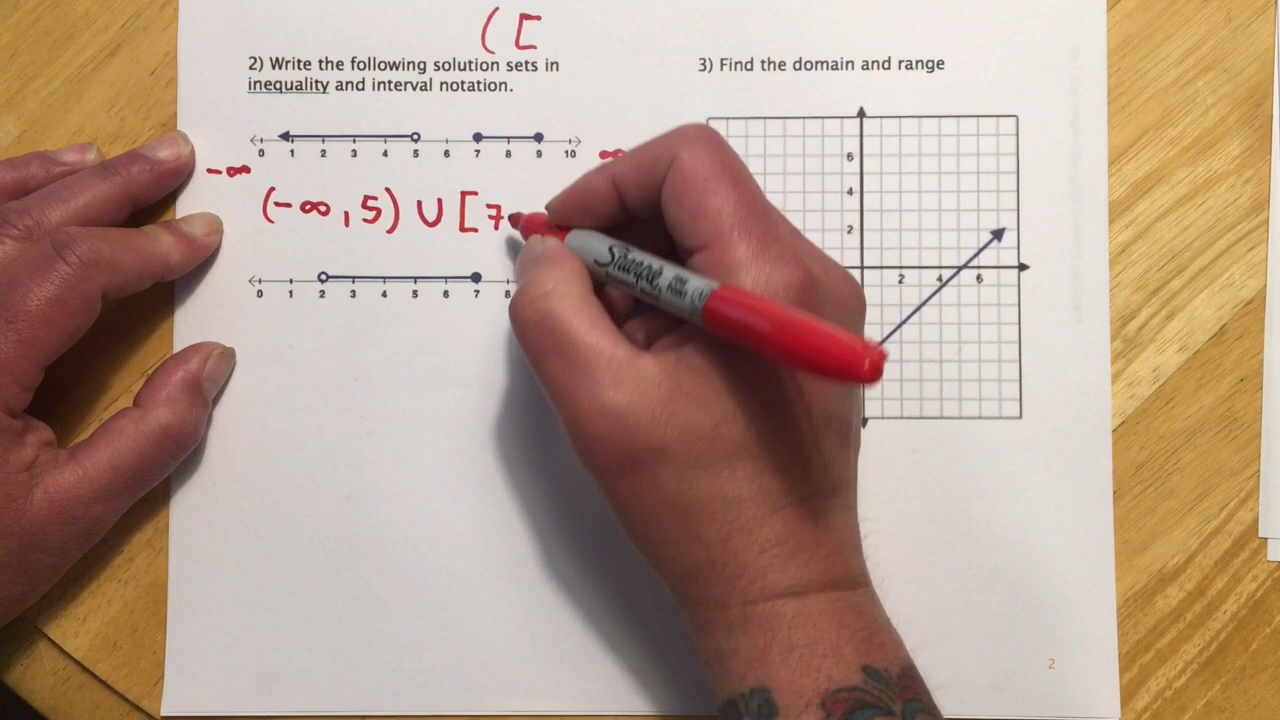 ( [
2) Write the following solution sets in
inequality and interval notation.
0 1 2 3 4 5 6 7 8 9 10
-∞ ∞
(-∞, 5) ∪ [7
0 1 2 3 4 5 6 7 8
3) Find the domain and range
6
4
2
2 4 6
Sharpie
2